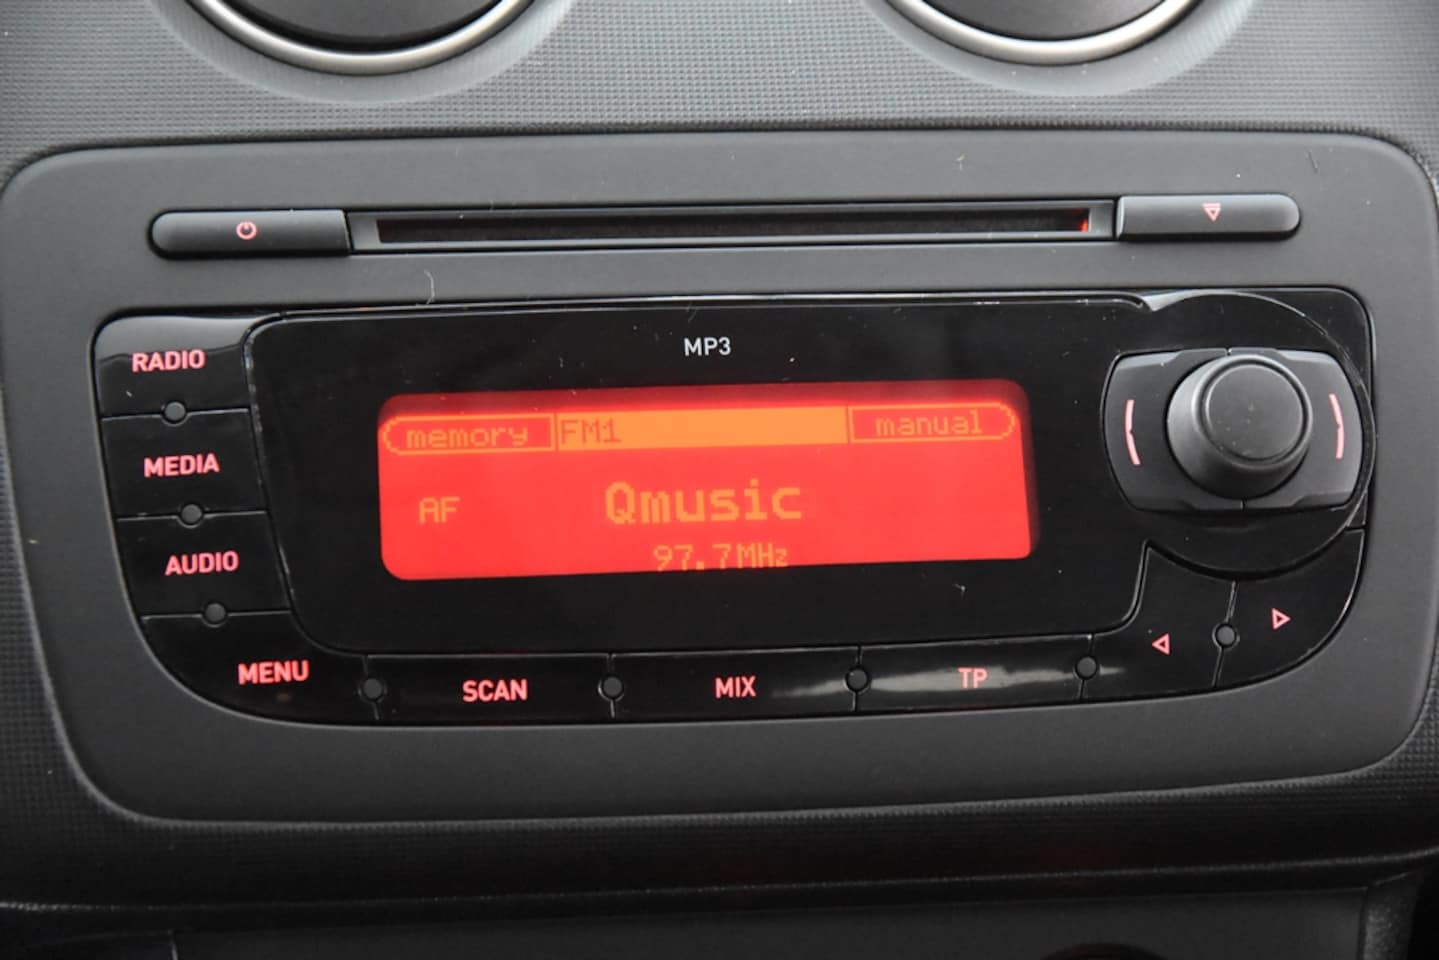 MP3
RADIO
MEDIA
AUDIO
MENU
memory FM1 manual
AF Qmusic
97.7MHz
SCAN MIX TP